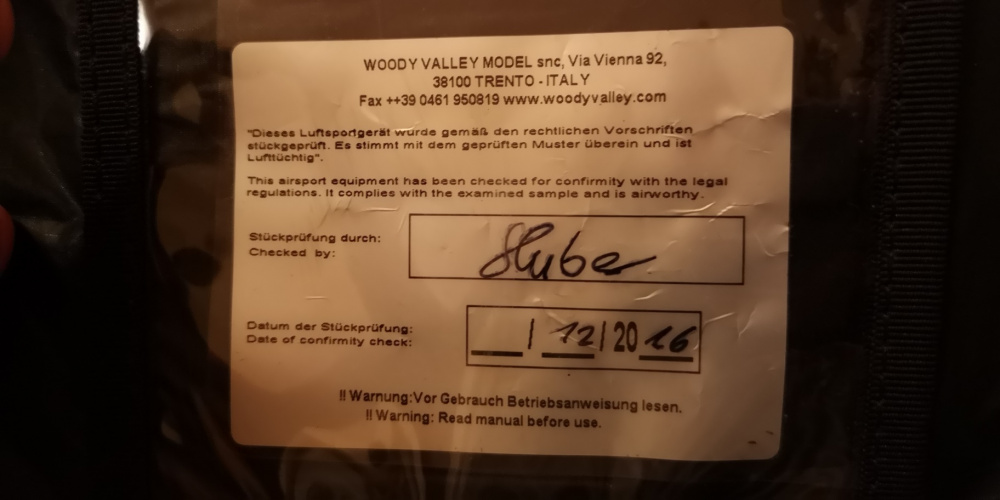 WOODY VALLEY MODEL snc, Via Vienna 92,
38100 TRENTO - ITALY
Fax ++39 0461 950819 www.woodyvalley.com
"Dieses Luftsportgerät wurde gemäß den rechtlichen Vorschriften
stückgeprüft. Es stimmt mit dem geprüften Muster überein und ist
Lufttüchtig".
This airsport equipment has been checked for confirmity with the legal
regulations. It complies with the examined sample and is airworthy.
Stückprüfung durch:
Checked by:
Datum der Stückprüfung:
Date of confirmity check:
__ / 12 / 20 16
!! Warnung:Vor Gebrauch Betriebsanweisung lesen.
!! Warning: Read manual before use.